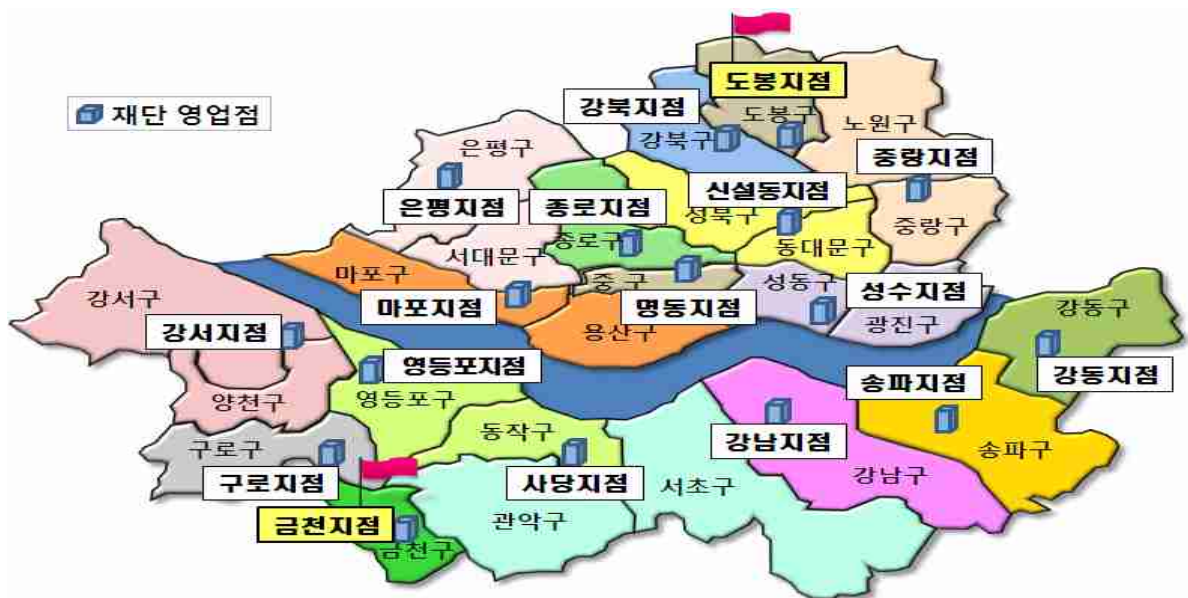 도봉지점
강북지점
재단 영업점
도봉구
노원구
강북구
은평구
중랑지점
신설동지점
은평지점
종로지점
성북구
중랑구
종로구
동대문구
서대문구
마포구
중 구
성동구
성수지점
강서구
마포지점
명동지점
강동구
용산구
광진구
강서지점
영등포지점
송파지점
강동지점
양천구
영등포구
동작구
강남지점
구로구
송파구
구로지점
사당지점
서초구
강남구
금천지점
관악구
금천구